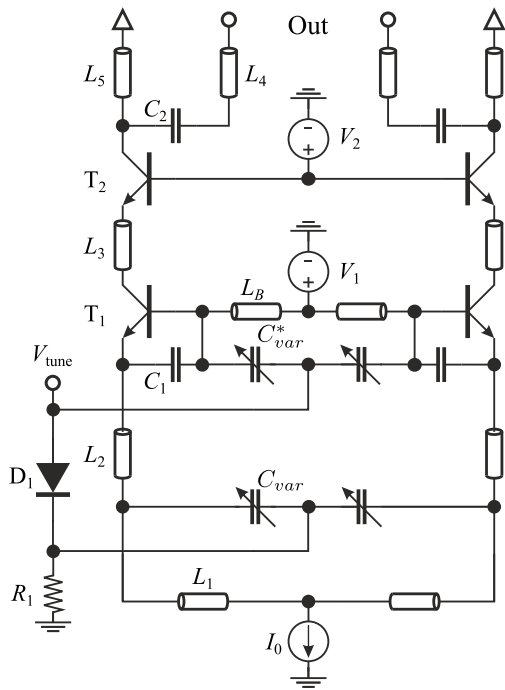 Out
L5
L4
C2
-
V2
+
T2
L3
-
V1
+
LB
T1
C*var
Vtune
C1
L2
D1
Cvar
R1
L1
I0